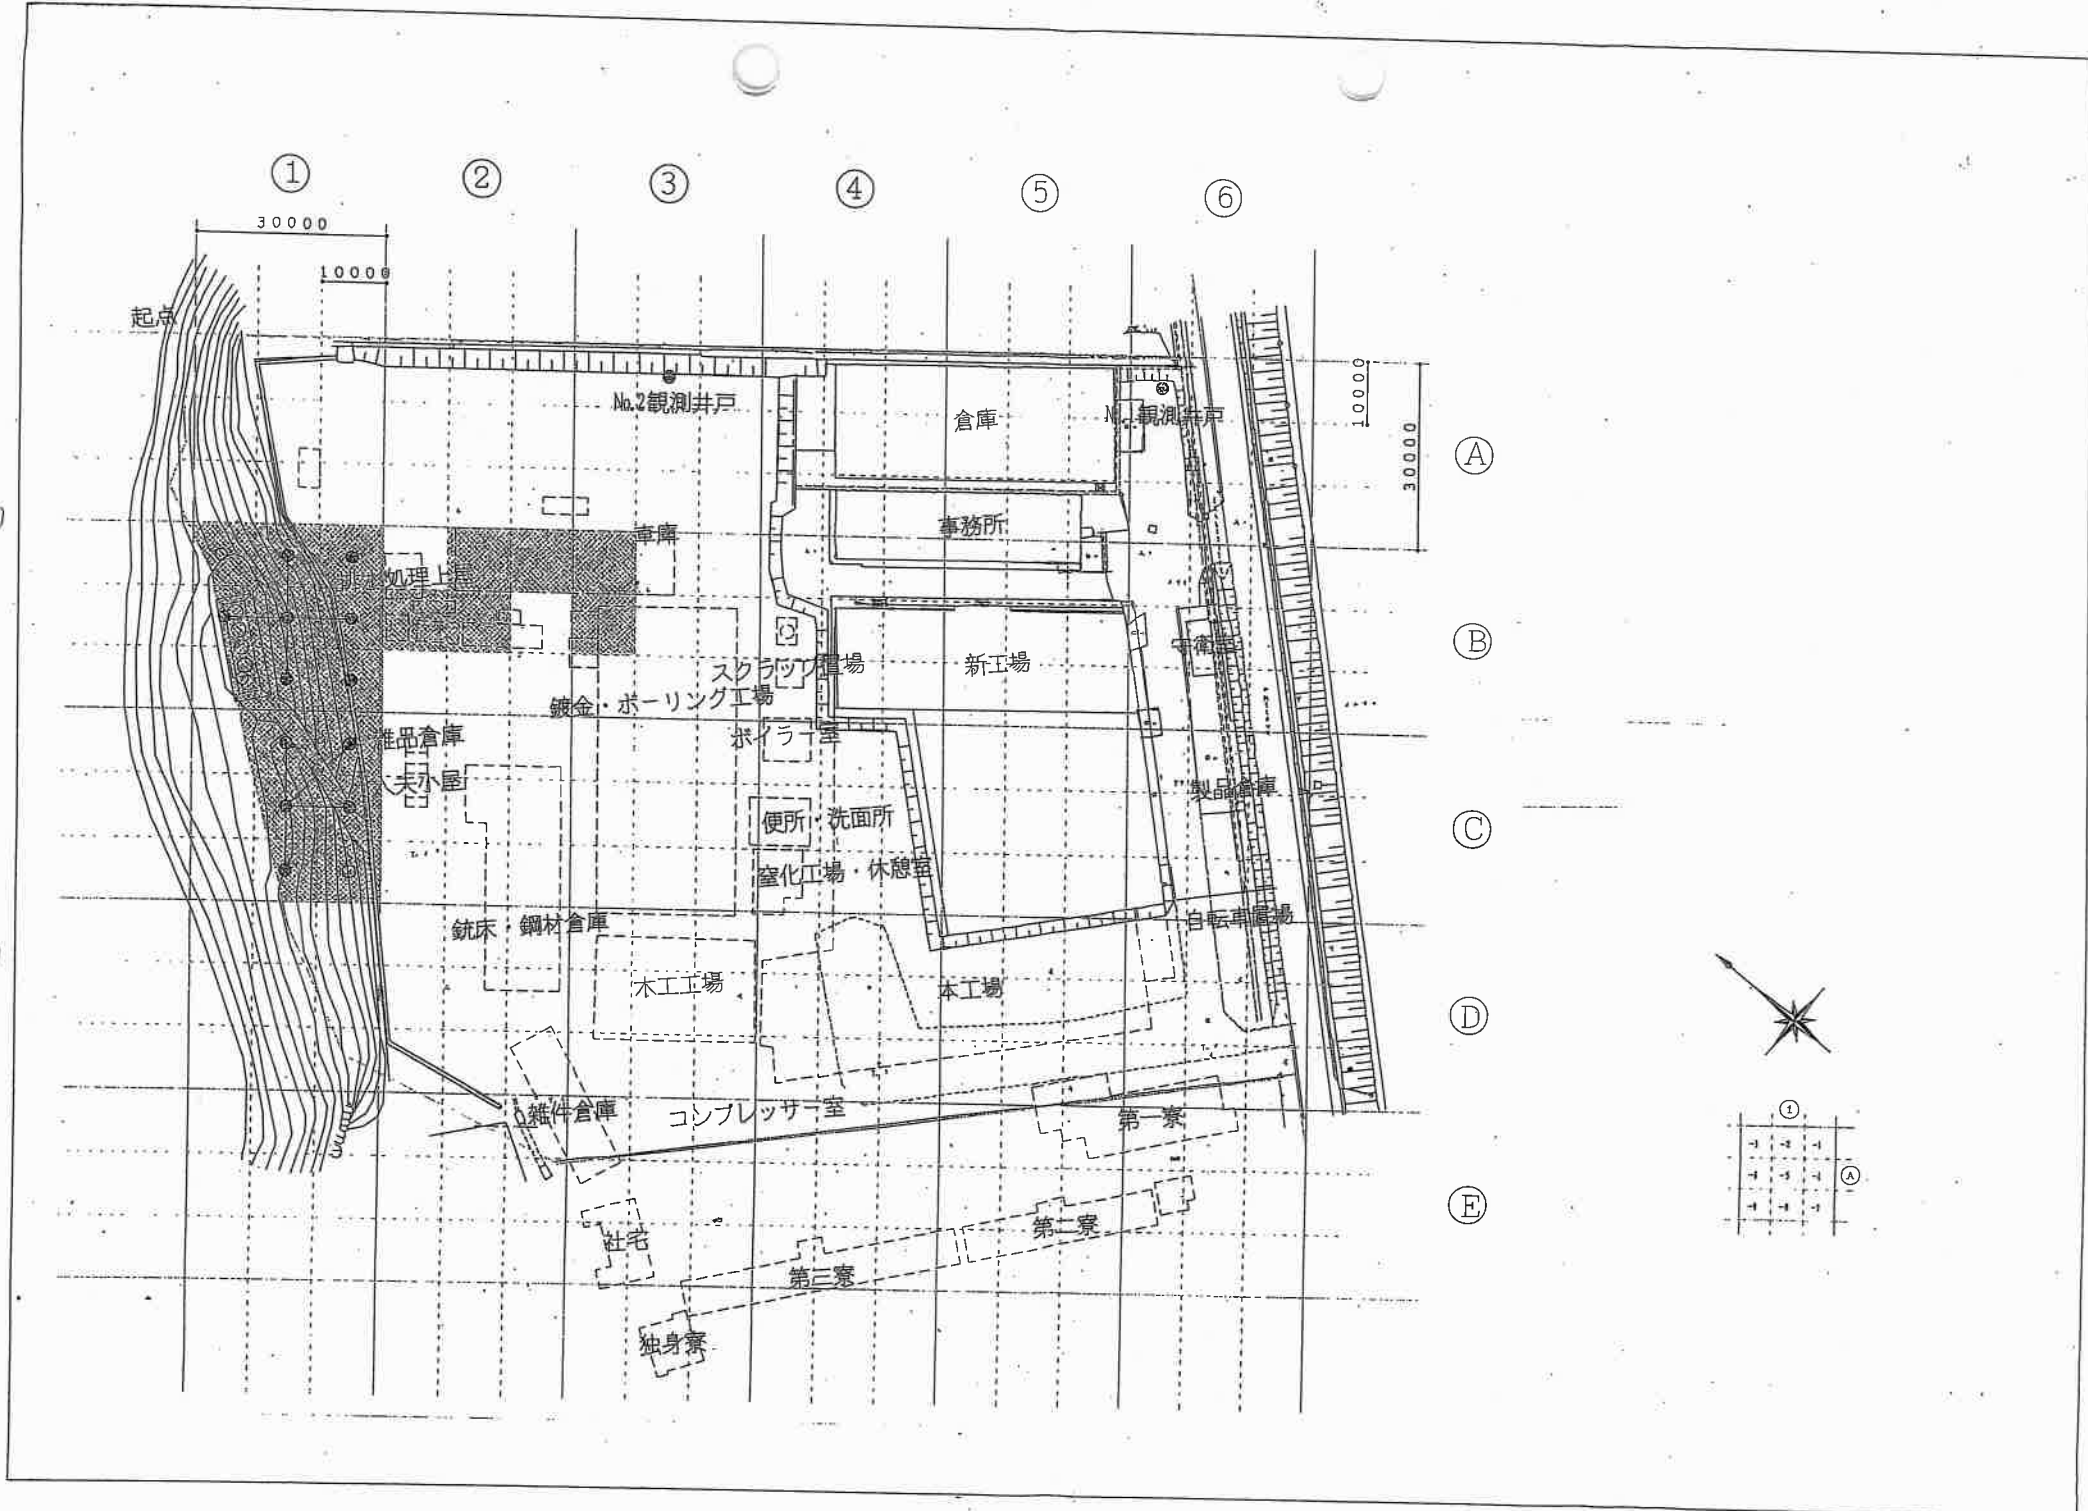 ①
②
③
④
⑤
⑥
30000
10000
起点
10000
30000
No.2観測井戸
倉庫
観測井戸
Ⓐ
事務所
車庫
処理上屋
Ⓑ
スクラップ置場
新工場
守衛室
鍍金・ボーリング工場
ボイラー室
雑品倉庫
人夫小屋
製品倉庫
便所・洗面所
Ⓒ
窒化工場・休憩室
銃床・鋼材倉庫
自転車置場
木工工場
本工場
Ⓓ
雑件倉庫
コンプレッサー室
第一寮
①
Ⓐ
Ⓔ
社宅
第二寮
第三寮
独身寮